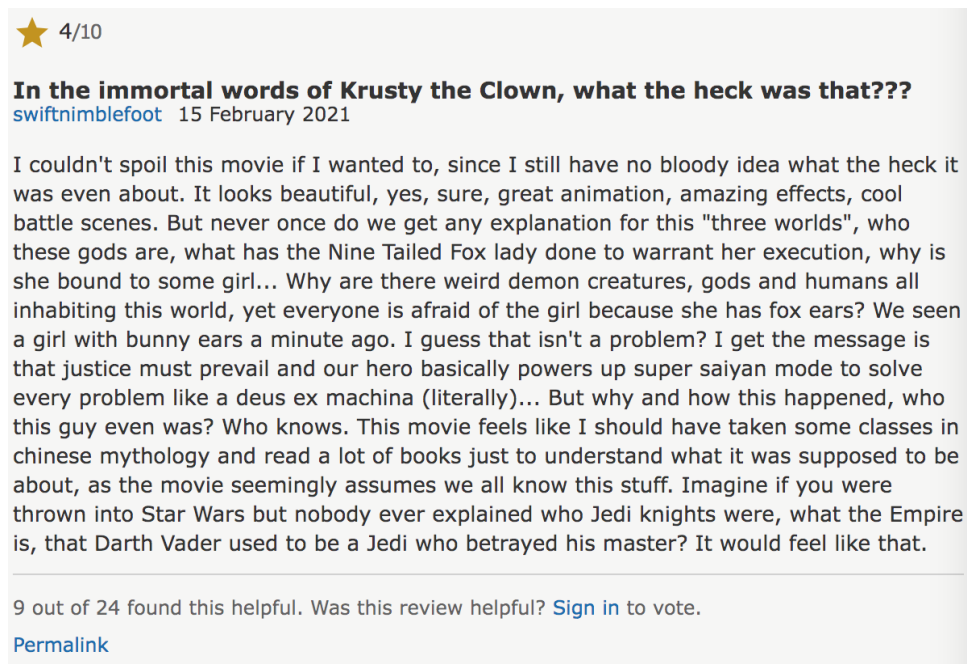 4/10
In the immortal words of Krusty the Clown, what the heck was that???
swiftnimblefoot 15 February 2021
I couldn't spoil this movie if I wanted to, since I still have no bloody idea what the heck it
was even about. It looks beautiful, yes, sure, great animation, amazing effects, cool
battle scenes. But never once do we get any explanation for this "three worlds", who
these gods are, what has the Nine Tailed Fox lady done to warrant her execution, why is
she bound to some girl... Why are there weird demon creatures, gods and humans all
inhabiting this world, yet everyone is afraid of the girl because she has fox ears? We seen
a girl with bunny ears a minute ago. I guess that isn't a problem? I get the message is
that justice must prevail and our hero basically powers up super saiyan mode to solve
every problem like a deus ex machina (literally)... But why and how this happened, who
this guy even was? Who knows. This movie feels like I should have taken some classes in
chinese mythology and read a lot of books just to understand what it was supposed to be
about, as the movie seemingly assumes we all know this stuff. Imagine if you were
thrown into Star Wars but nobody ever explained who Jedi knights were, what the Empire
is, that Darth Vader used to be a Jedi who betrayed his master? It would feel like that.
9 out of 24 found this helpful. Was this review helpful? Sign in to vote.
Permalink